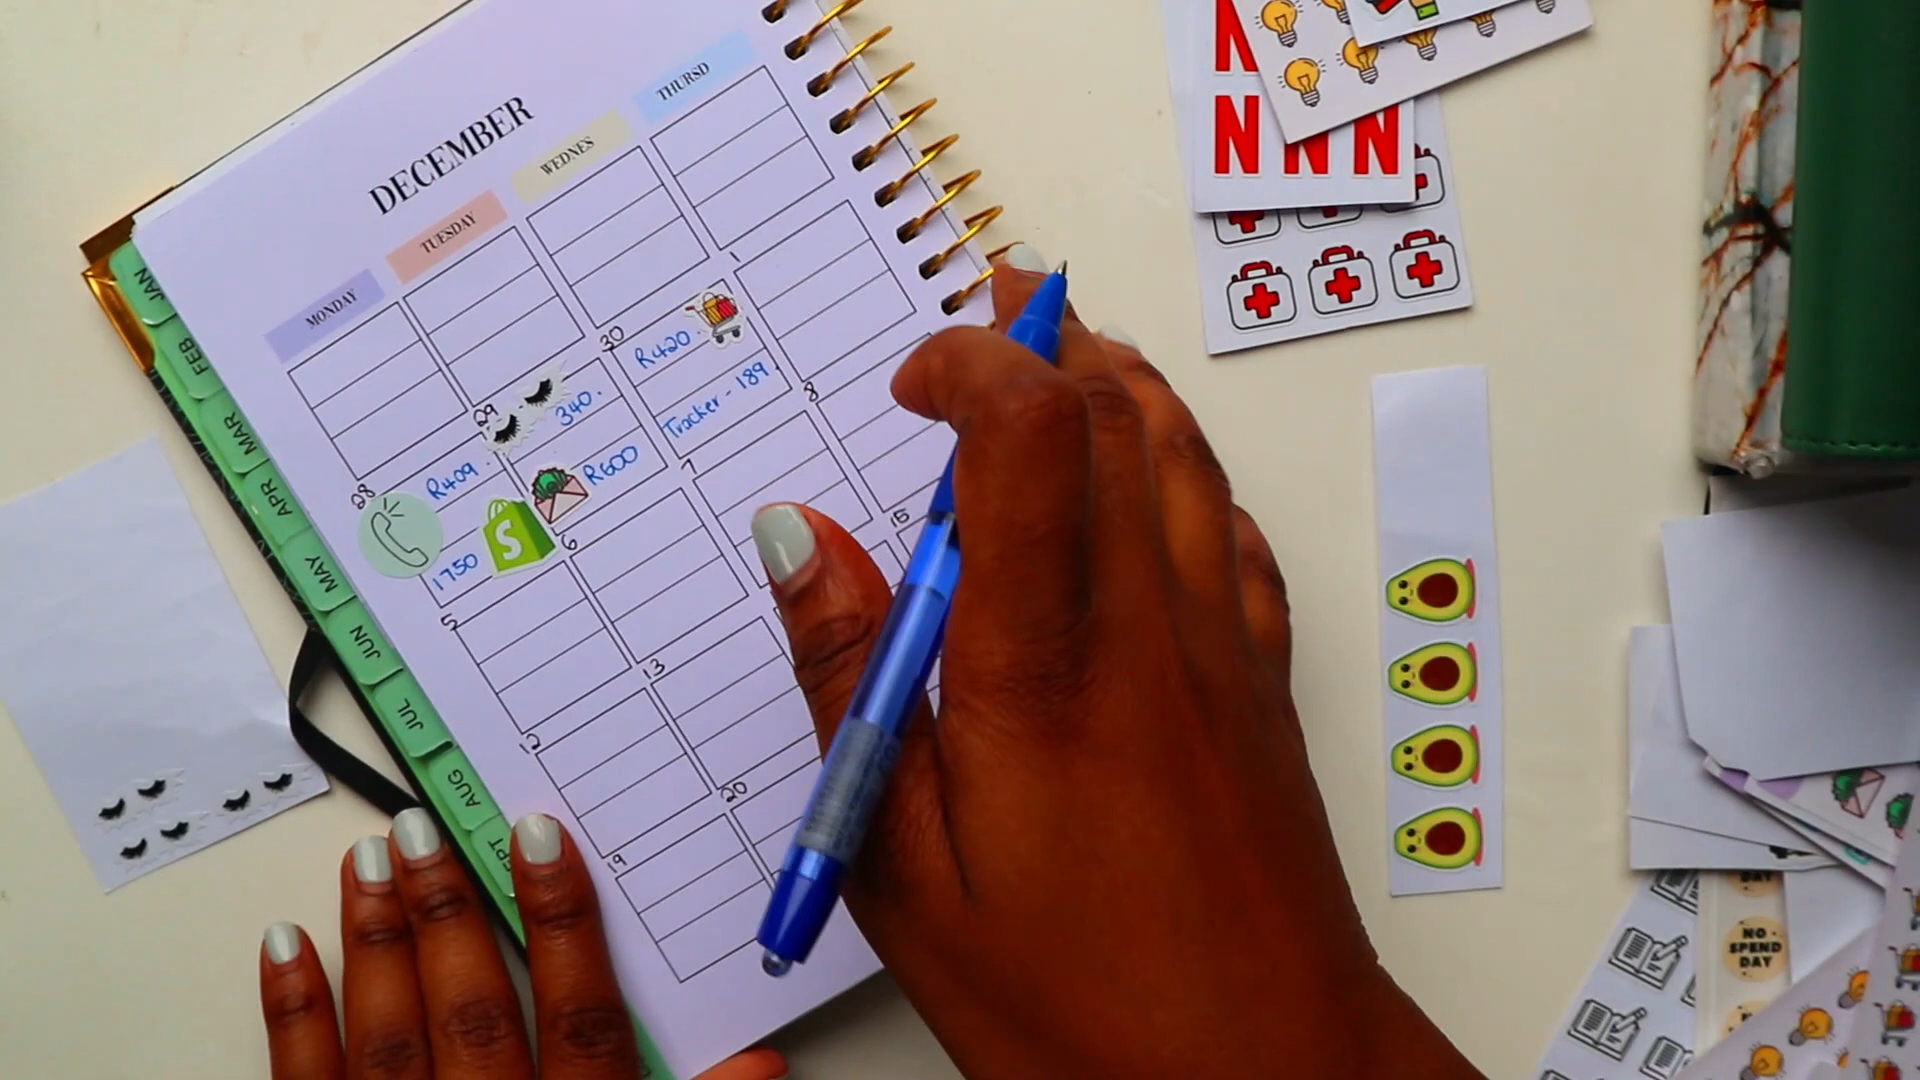 DECEMBER
MONDAY
TUESDAY
WEDNES
THURSD
1
28
R409.
1750
S
29
340.
R600
30
R420.
Tracker - 189.
5
6
7
8
12
13
15
19
20
JAN
FEB
MAR
APR
MAY
JUN
JUL
AUG
EPT
N
N N N
NO
SPEND
DAY